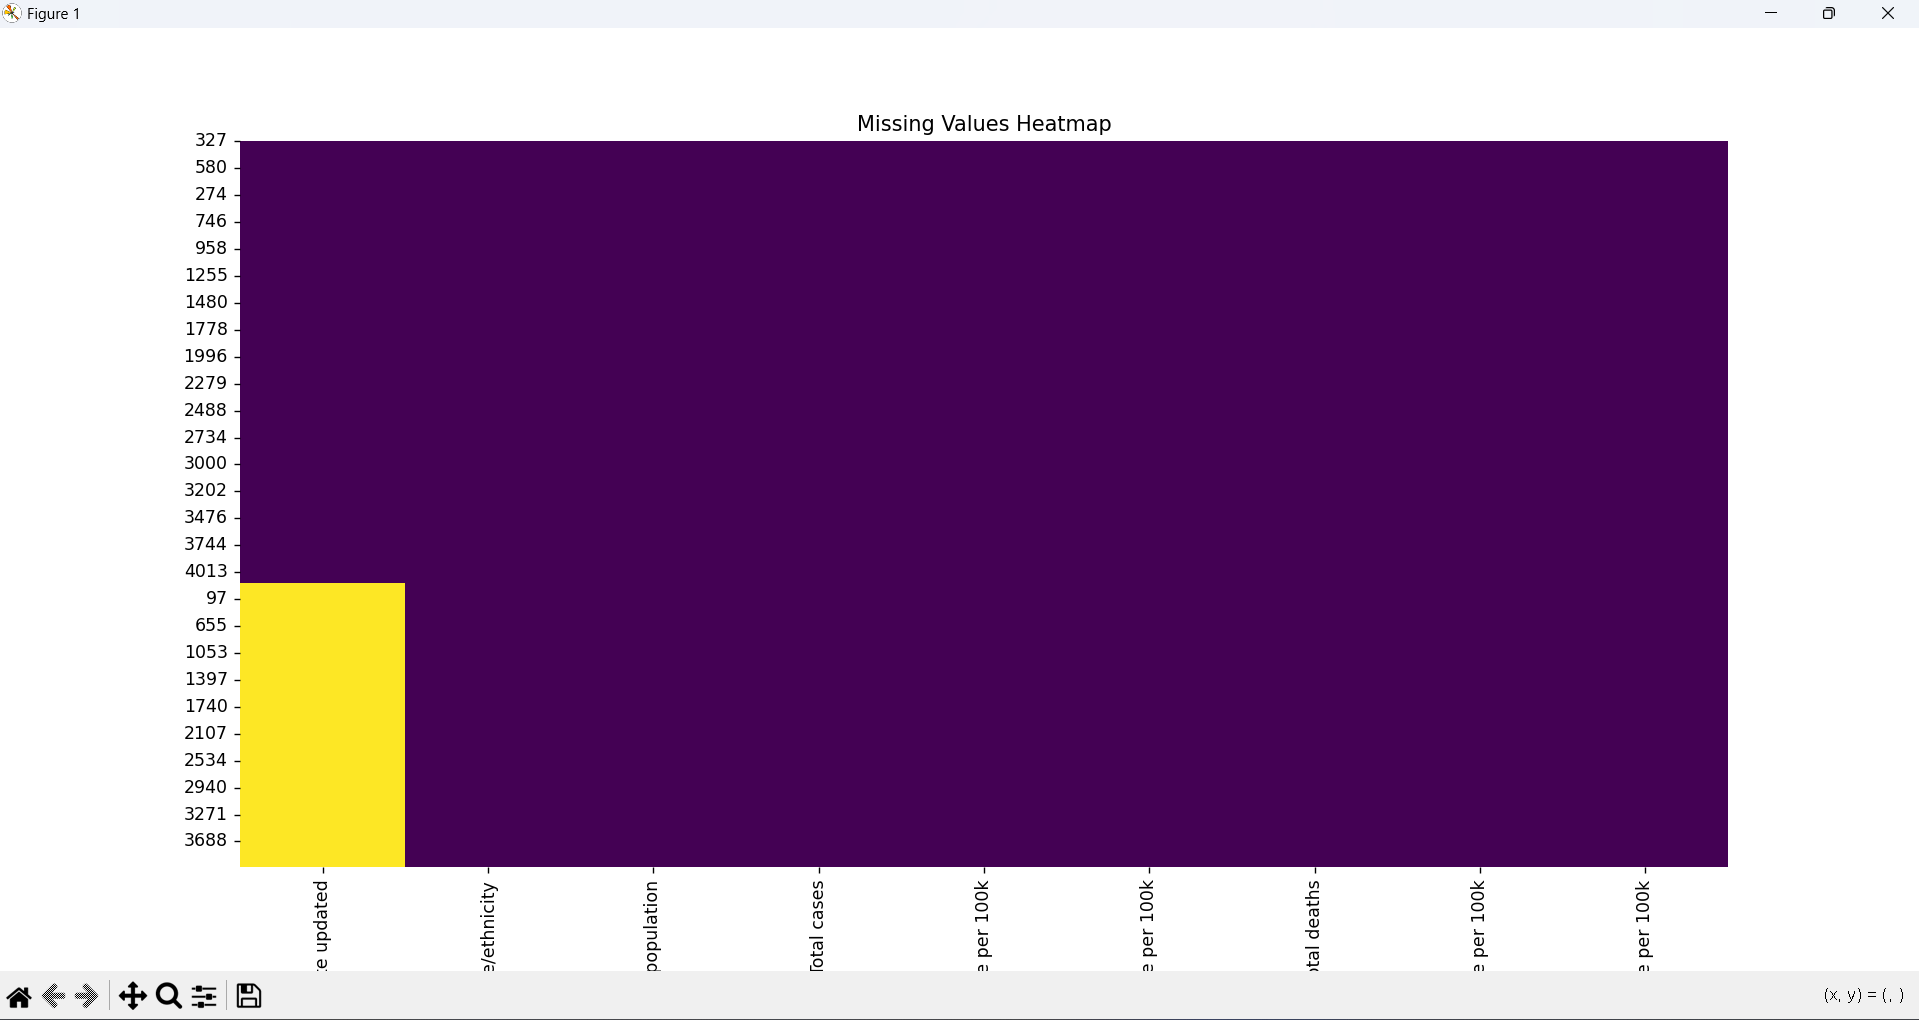 Figure 1
Missing Values Heatmap
327
580
274
746
958
1255
1480
1778
1996
2279
2488
2734
3000
3202
3476
3744
4013
97
655
1053
1397
1740
2107
2534
2940
3271
3688
te updated
e/ethnicity
population
Total cases
e per 100k
e per 100k
otal deaths
e per 100k
e per 100k
(x, y) = (, )